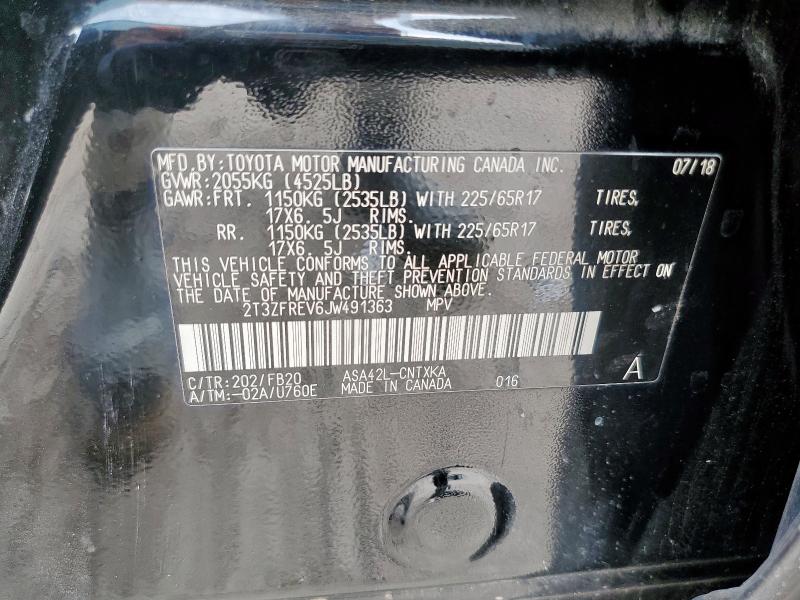 MFD. BY: TOYOTA MOTOR MANUFACTURING CANADA INC. 07/18
GVWR: 2055KG (4525LB)
GAWR: FRT. 1150KG (2535LB) WITH 225/65R17 TIRES,
17X6. 5J RIMS.
RR. 1150KG (2535LB) WITH 225/65R17 TIRES,
17X6. 5J RIMS.
THIS VEHICLE CONFORMS TO ALL APPLICABLE FEDERAL MOTOR
VEHICLE SAFETY AND THEFT PREVENTION STANDARDS IN EFFECT ON
THE DATE OF MANUFACTURE SHOWN ABOVE.
2T3ZFREV6JW491363 MPV
C/TR: 202/FB20 ASA42L-CNTXKA
A/TM: -02A/U760E MADE IN CANADA 016 A